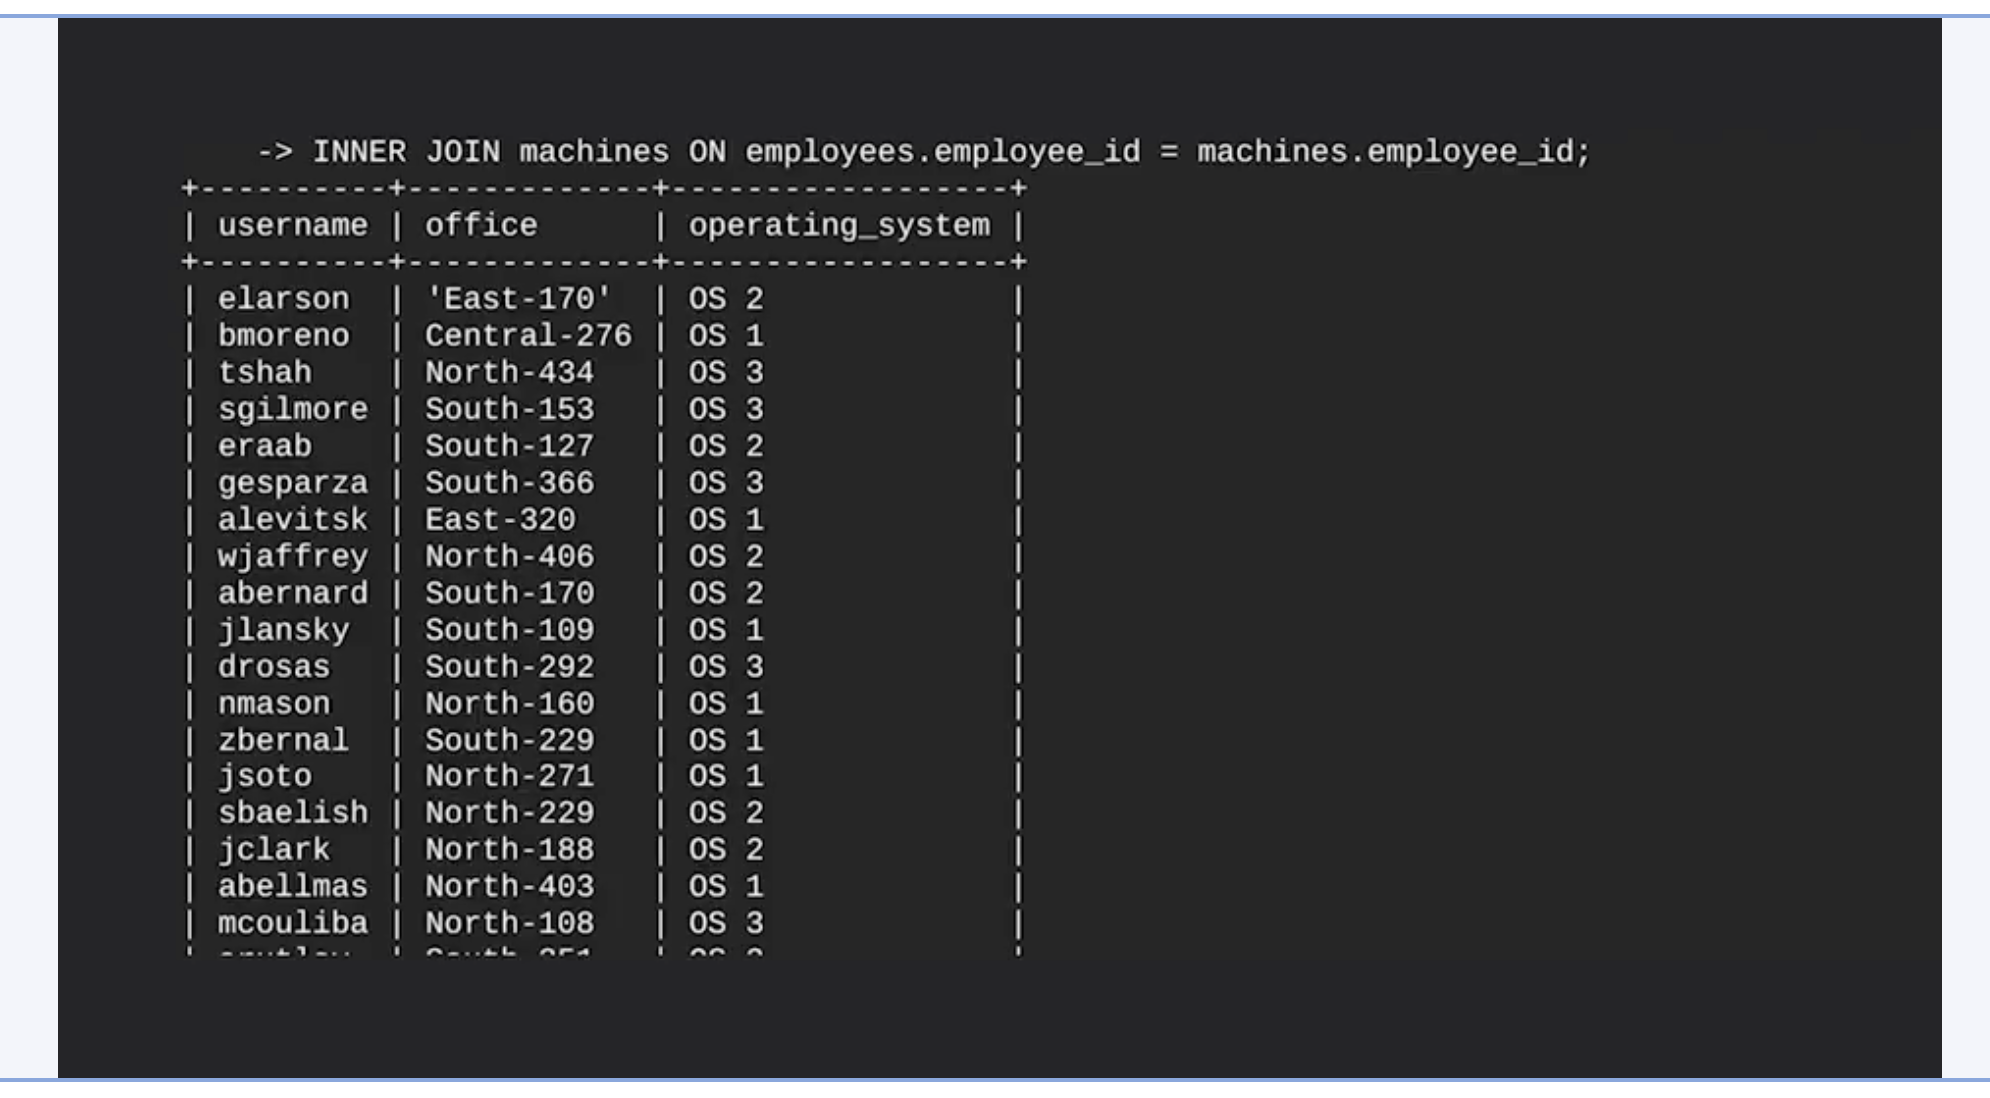 -> INNER JOIN machines ON employees.employee_id = machines.employee_id;
+----------+-------------+------------------+
| username | office      | operating_system |
+----------+-------------+------------------+
| elarson  | 'East-170'  | OS 2             |
| bmoreno  | Central-276 | OS 1             |
| tshah    | North-434   | OS 3             |
| sgilmore | South-153   | OS 3             |
| eraab    | South-127   | OS 2             |
| gesparza | South-366   | OS 3             |
| alevitsk | East-320    | OS 1             |
| wjaffrey | North-406   | OS 2             |
| abernard | South-170   | OS 2             |
| jlansky  | South-109   | OS 1             |
| drosas   | South-292   | OS 3             |
| nmason   | North-160   | OS 1             |
| zbernal  | South-229   | OS 1             |
| jsoto    | North-271   | OS 1             |
| sbaelish | North-229   | OS 2             |
| jclark   | North-188   | OS 2             |
| abellmas | North-403   | OS 1             |
| mcouliba | North-108   | OS 3             |